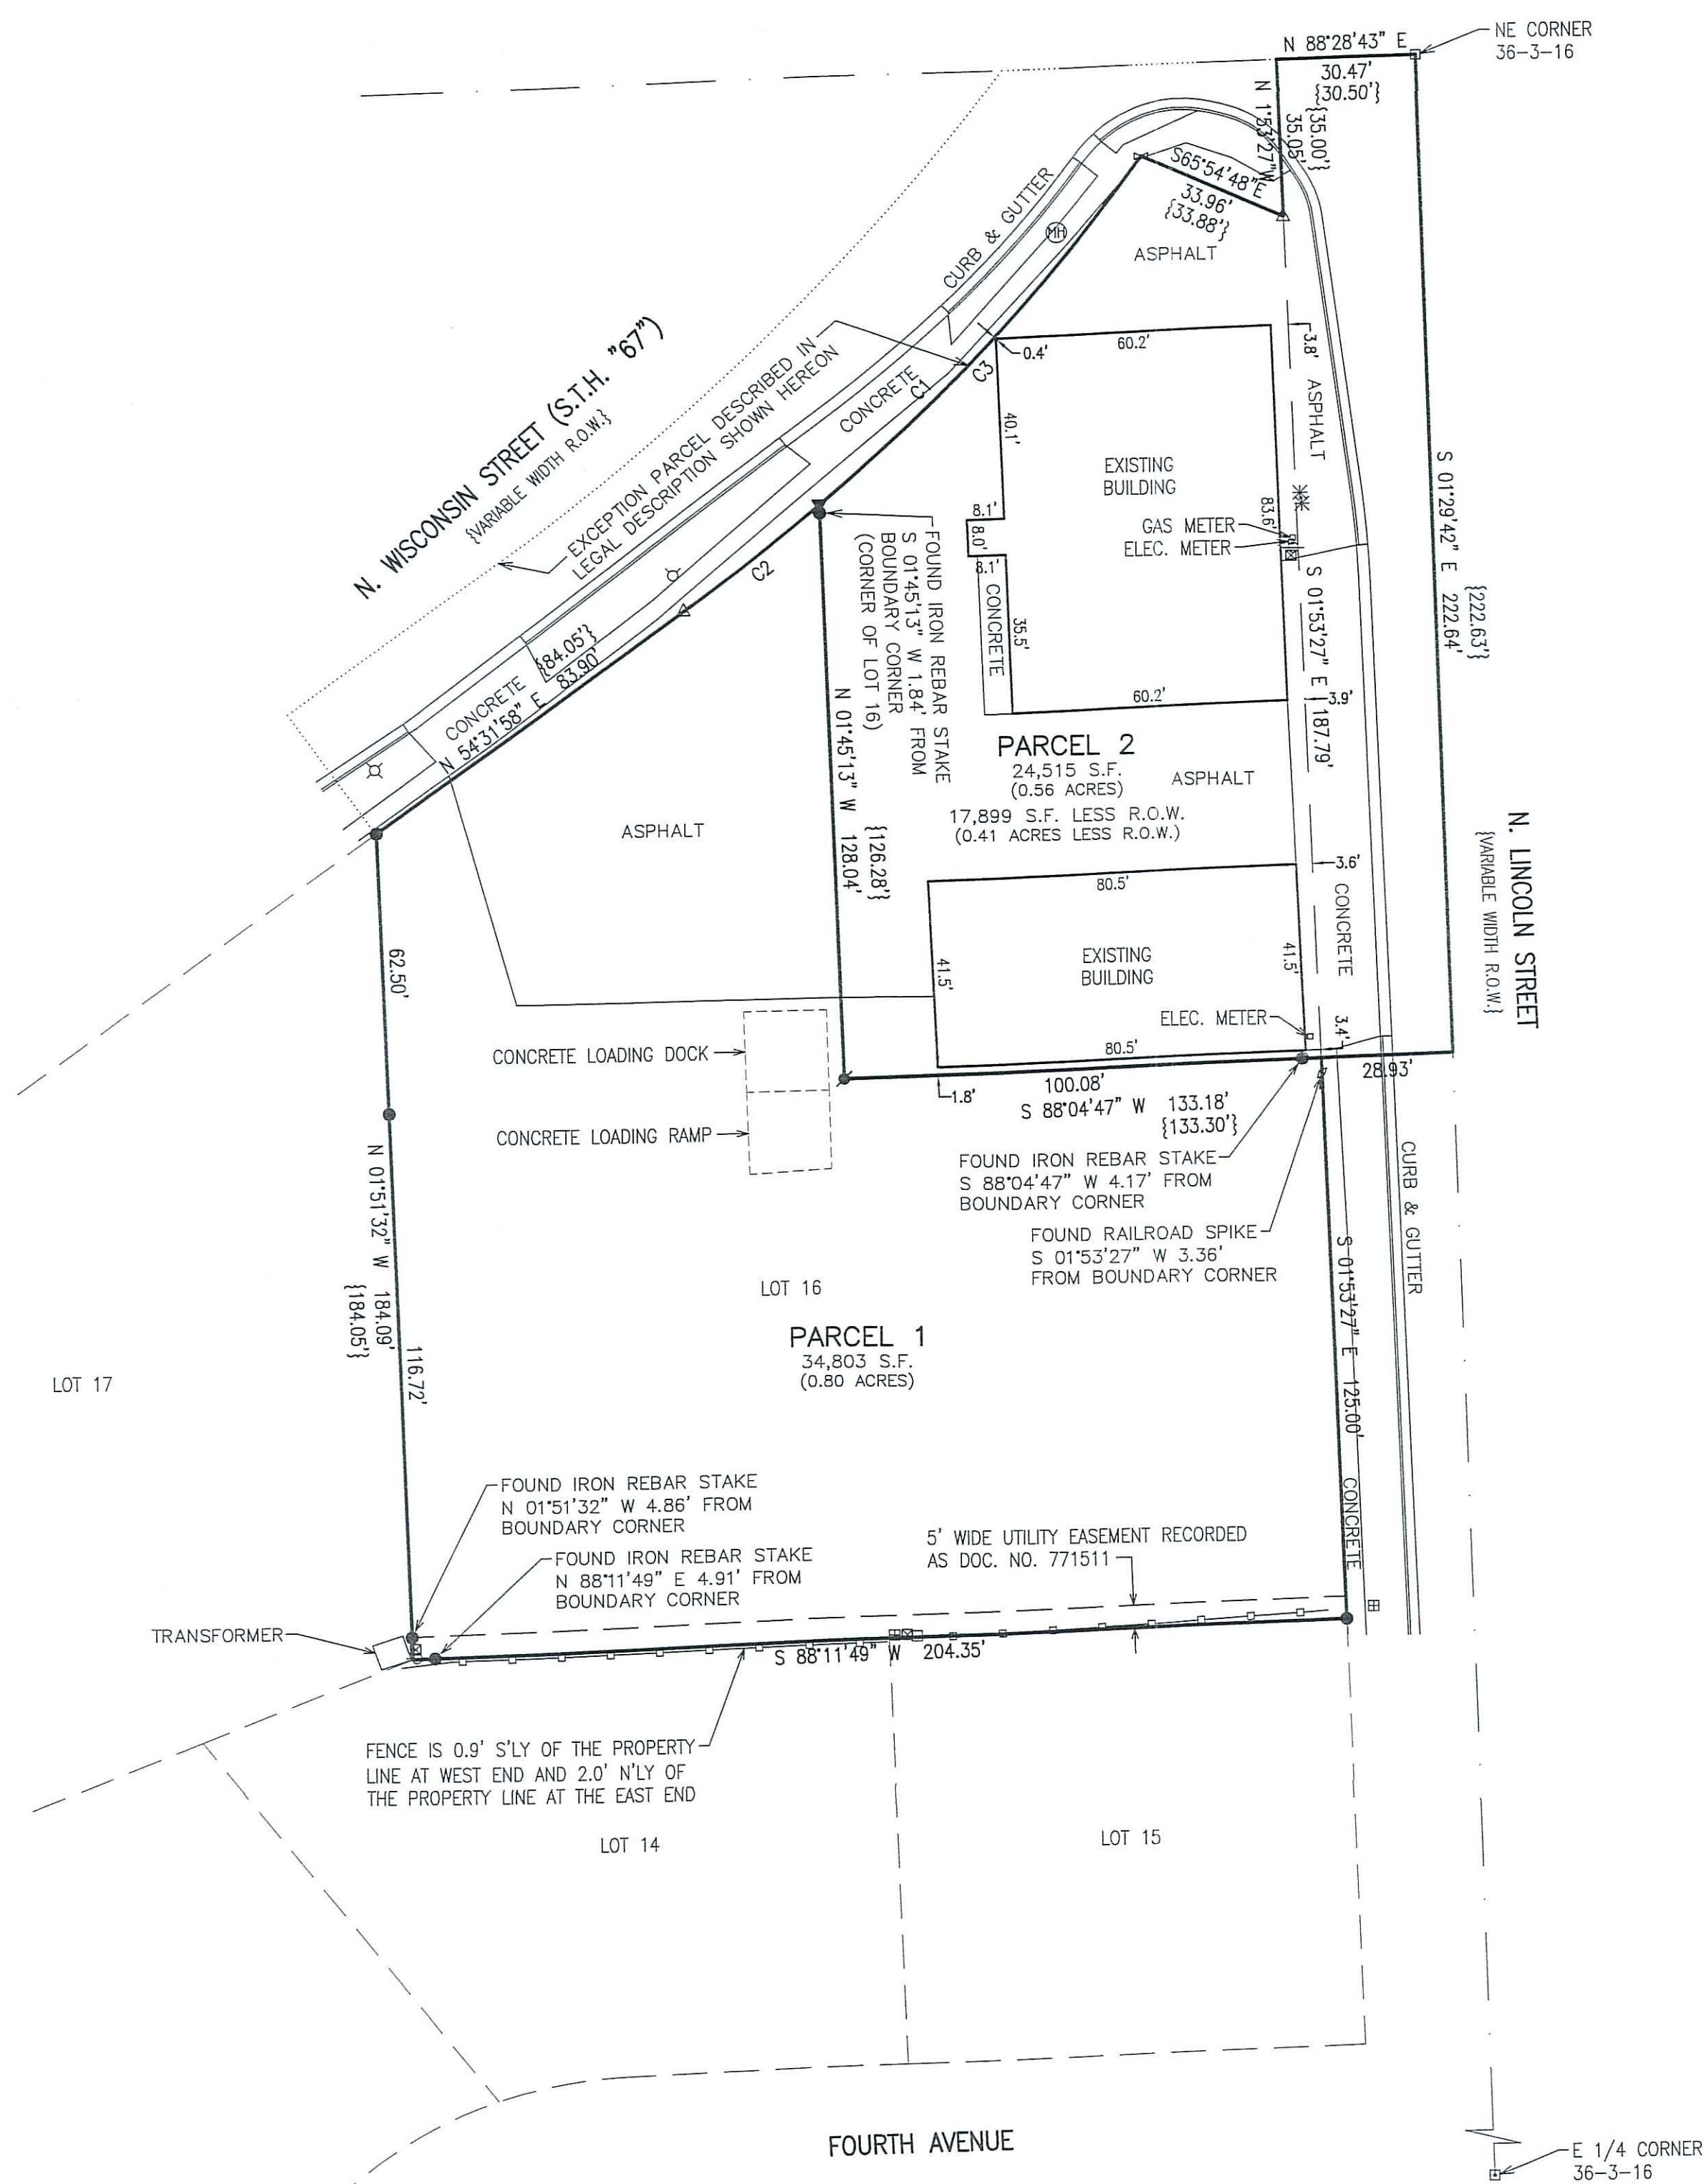 NE CORNER
36-3-16
N 88°28'43" E
30.47'
{30.50'}
N 1°53'27" W
35.05'
{35.00'}
S65°54'48"E
33.96'
{33.88'}
CURB & GUTTER
MH
ASPHALT
N. WISCONSIN STREET (S.T.H. "67")
{VARIABLE WIDTH R.O.W.}
EXCEPTION PARCEL DESCRIBED IN
LEGAL DESCRIPTION SHOWN HEREON
CONCRETE
C1
C3
0.4'
60.2'
3.8'
ASPHALT
40.1'
EXISTING
BUILDING
83.6'
8.1'
8.0'
8.1'
GAS METER
ELEC. METER
CONCRETE
35.5'
60.2'
3.9'
S 01°53'27" E 187.79'
S 01°29'42" E 222.64'
{222.63'}
C2
FOUND IRON REBAR STAKE
S 01°45'13" W 1.84' FROM
BOUNDARY CORNER
(CORNER OF LOT 16)
N 01°45'13" W 128.04'
{126.28'}
{84.05'}
N 54°31'58" E 83.90'
CONCRETE
ASPHALT
PARCEL 2
24,515 S.F.
(0.56 ACRES)
17,899 S.F. LESS R.O.W.
(0.41 ACRES LESS R.O.W.)
ASPHALT
N. LINCOLN STREET
{VARIABLE WIDTH R.O.W.}
3.6'
CONCRETE
80.5'
41.5'
EXISTING
BUILDING
41.5'
ELEC. METER
3.4'
80.5'
28.93'
1.8'
100.08'
S 88°04'47" W 133.18'
{133.30'}
62.50'
CONCRETE LOADING DOCK
CONCRETE LOADING RAMP
FOUND IRON REBAR STAKE
S 88°04'47" W 4.17' FROM
BOUNDARY CORNER
FOUND RAILROAD SPIKE
S 01°53'27" W 3.36'
FROM BOUNDARY CORNER
CURB & GUTTER
N 01°51'32" W 184.09'
{184.05'}
116.72'
LOT 16
PARCEL 1
34,803 S.F.
(0.80 ACRES)
S 01°53'27" E 125.00'
CONCRETE
LOT 17
FOUND IRON REBAR STAKE
N 01°51'32" W 4.86' FROM
BOUNDARY CORNER
FOUND IRON REBAR STAKE
N 88°11'49" E 4.91' FROM
BOUNDARY CORNER
5' WIDE UTILITY EASEMENT RECORDED
AS DOC. NO. 771511
TRANSFORMER
S 88°11'49" W 204.35'
FENCE IS 0.9' S'LY OF THE PROPERTY
LINE AT WEST END AND 2.0' N'LY OF
THE PROPERTY LINE AT THE EAST END
LOT 14
LOT 15
FOURTH AVENUE
E 1/4 CORNER
36-3-16